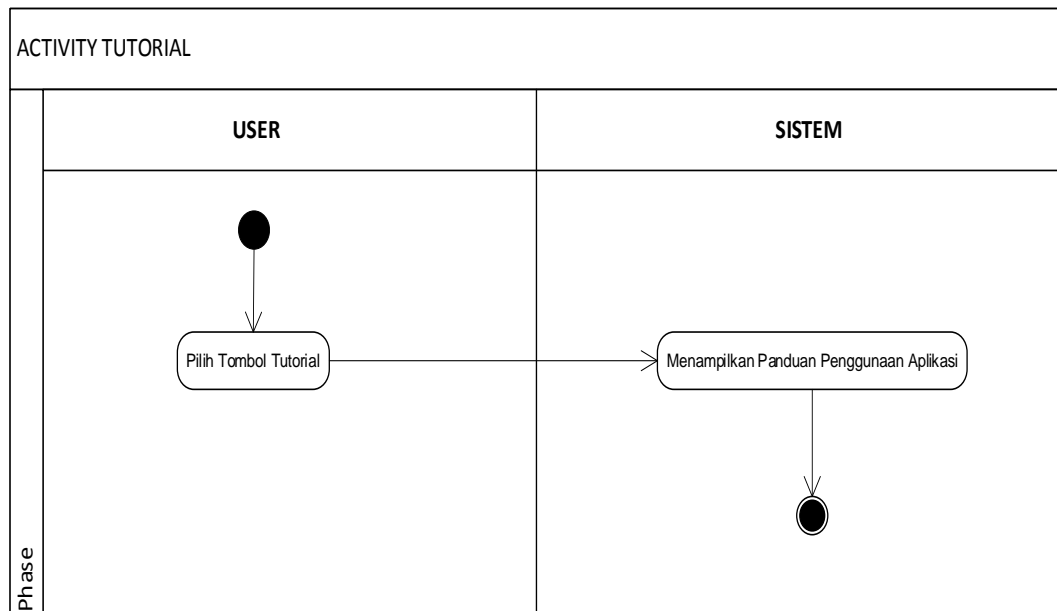 ACTIVITY TUTORIAL
USER
SISTEM
Pilih Tombol Tutorial
Menampilkan Panduan Penggunaan Aplikasi
Phase